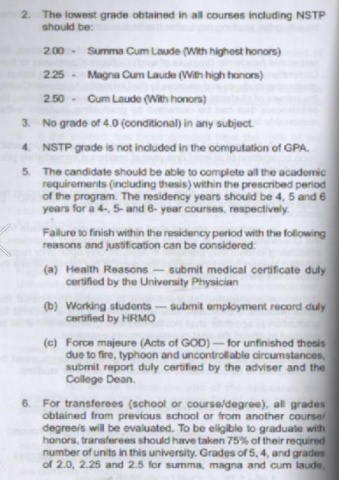 2. The lowest grade obtained in all courses including NSTP
should be:
2.00 - Summa Cum Laude (With highest honors)
2.25 - Magna Cum Laude (With high honors)
2.50 - Cum Laude (With honors)
3. No grade of 4.0 (conditional) in any subject.
4. NSTP grade is not included in the computation of GPA.
5. The candidate should be able to complete all the academic
requirements (including thesis) within the prescribed period
of the program. The residency years should be 4, 5 and 6
years for a 4-, 5- and 6- year courses, respectively.
Failure to finish within the residency period with the following
reasons and justification can be considered:
(a) Health Reasons — submit medical certificate duly
certified by the University Physician
(b) Working students — submit employment record duly
certified by HRMO
(c) Force majeure (Acts of GOD) — for unfinished thesis
due to fire, typhoon and uncontrollable circumstances,
submit report duly certified by the adviser and the
College Dean.
6. For transferees (school or course/degree), all grades
obtained from previous school or from another course/
degree/s will be evaluated. To be eligible to graduate with
honors, transferees should have taken 75% of their required
number of units in this university. Grades of 5, 4, and grades
of 2.0, 2.25 and 2.5 for summa, magna and cum laude,